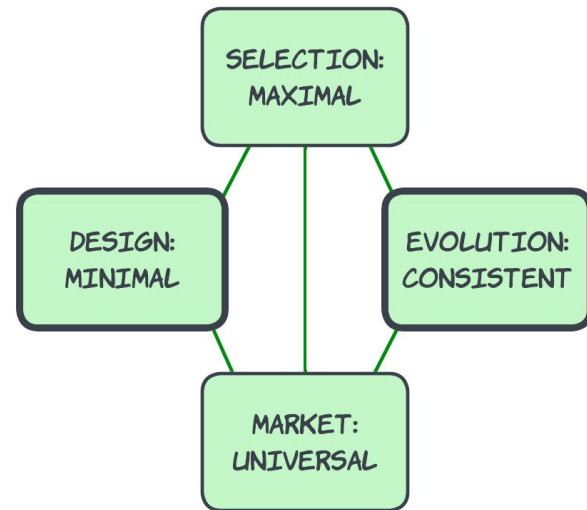 SELECTION:
MAXIMAL
DESIGN:
MINIMAL
EVOLUTION:
CONSISTENT
MARKET:
UNIVERSAL